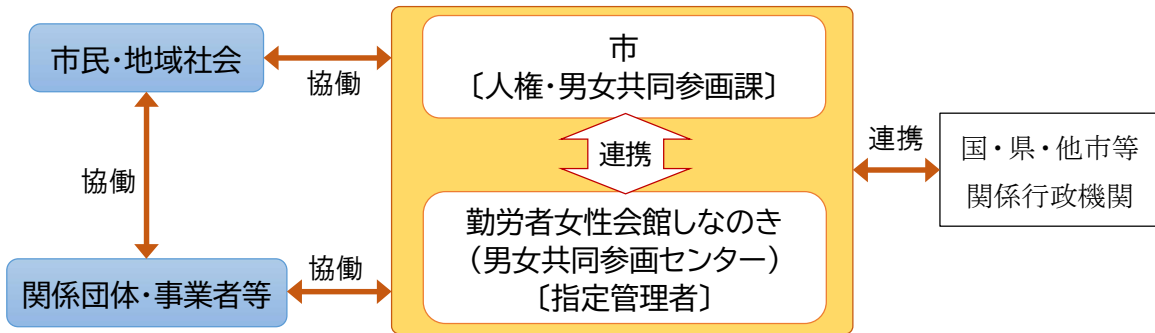 市民・地域社会
協働
協働
関係団体・事業者等
協働
市
〔人権・男女共同参画課〕
連携
勤労者女性会館しなのき
（男女共同参画センター）
〔指定管理者〕
連携
国・県・他市等
関係行政機関